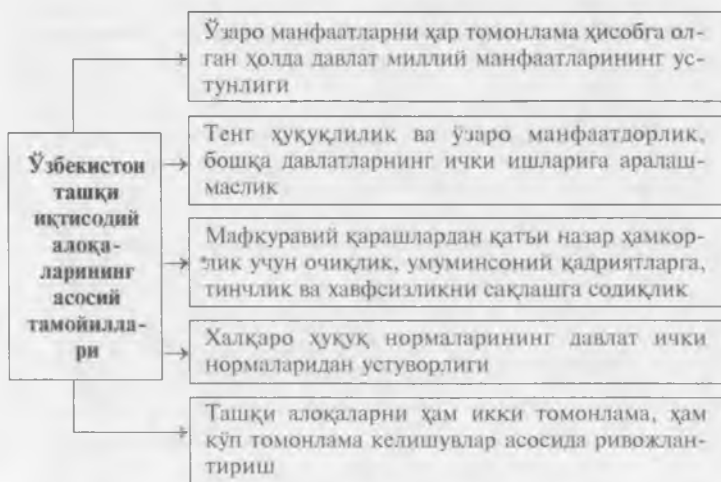 Ўзбекистон
ташқи
иқтисодий
алоқа-
ларининг
асосий
тамойилла-
ри
Ўзаро манфаатларни ҳар томонлама ҳисобга ол-
ган ҳолда давлат миллий манфаатларининг ус-
тунлиги
Тенг ҳуқуқлилик ва ўзаро манфаатдорлик,
бошқа давлатларнинг ички ишларига аралаш-
маслик
Мафкуравий қарашлардан қатъи назар ҳамкор-
лик учун очиқлик, умуминсоний қадриятларга,
тинчлик ва хавфсизликни сақлашга содиқлик
Халқаро ҳуқуқ нормаларининг давлат ички
нормаларидан устуворлиги
Ташқи алоқаларни ҳам икки томонлама, ҳам
кўп томонлама келишувлар асосида ривожлан-
тириш